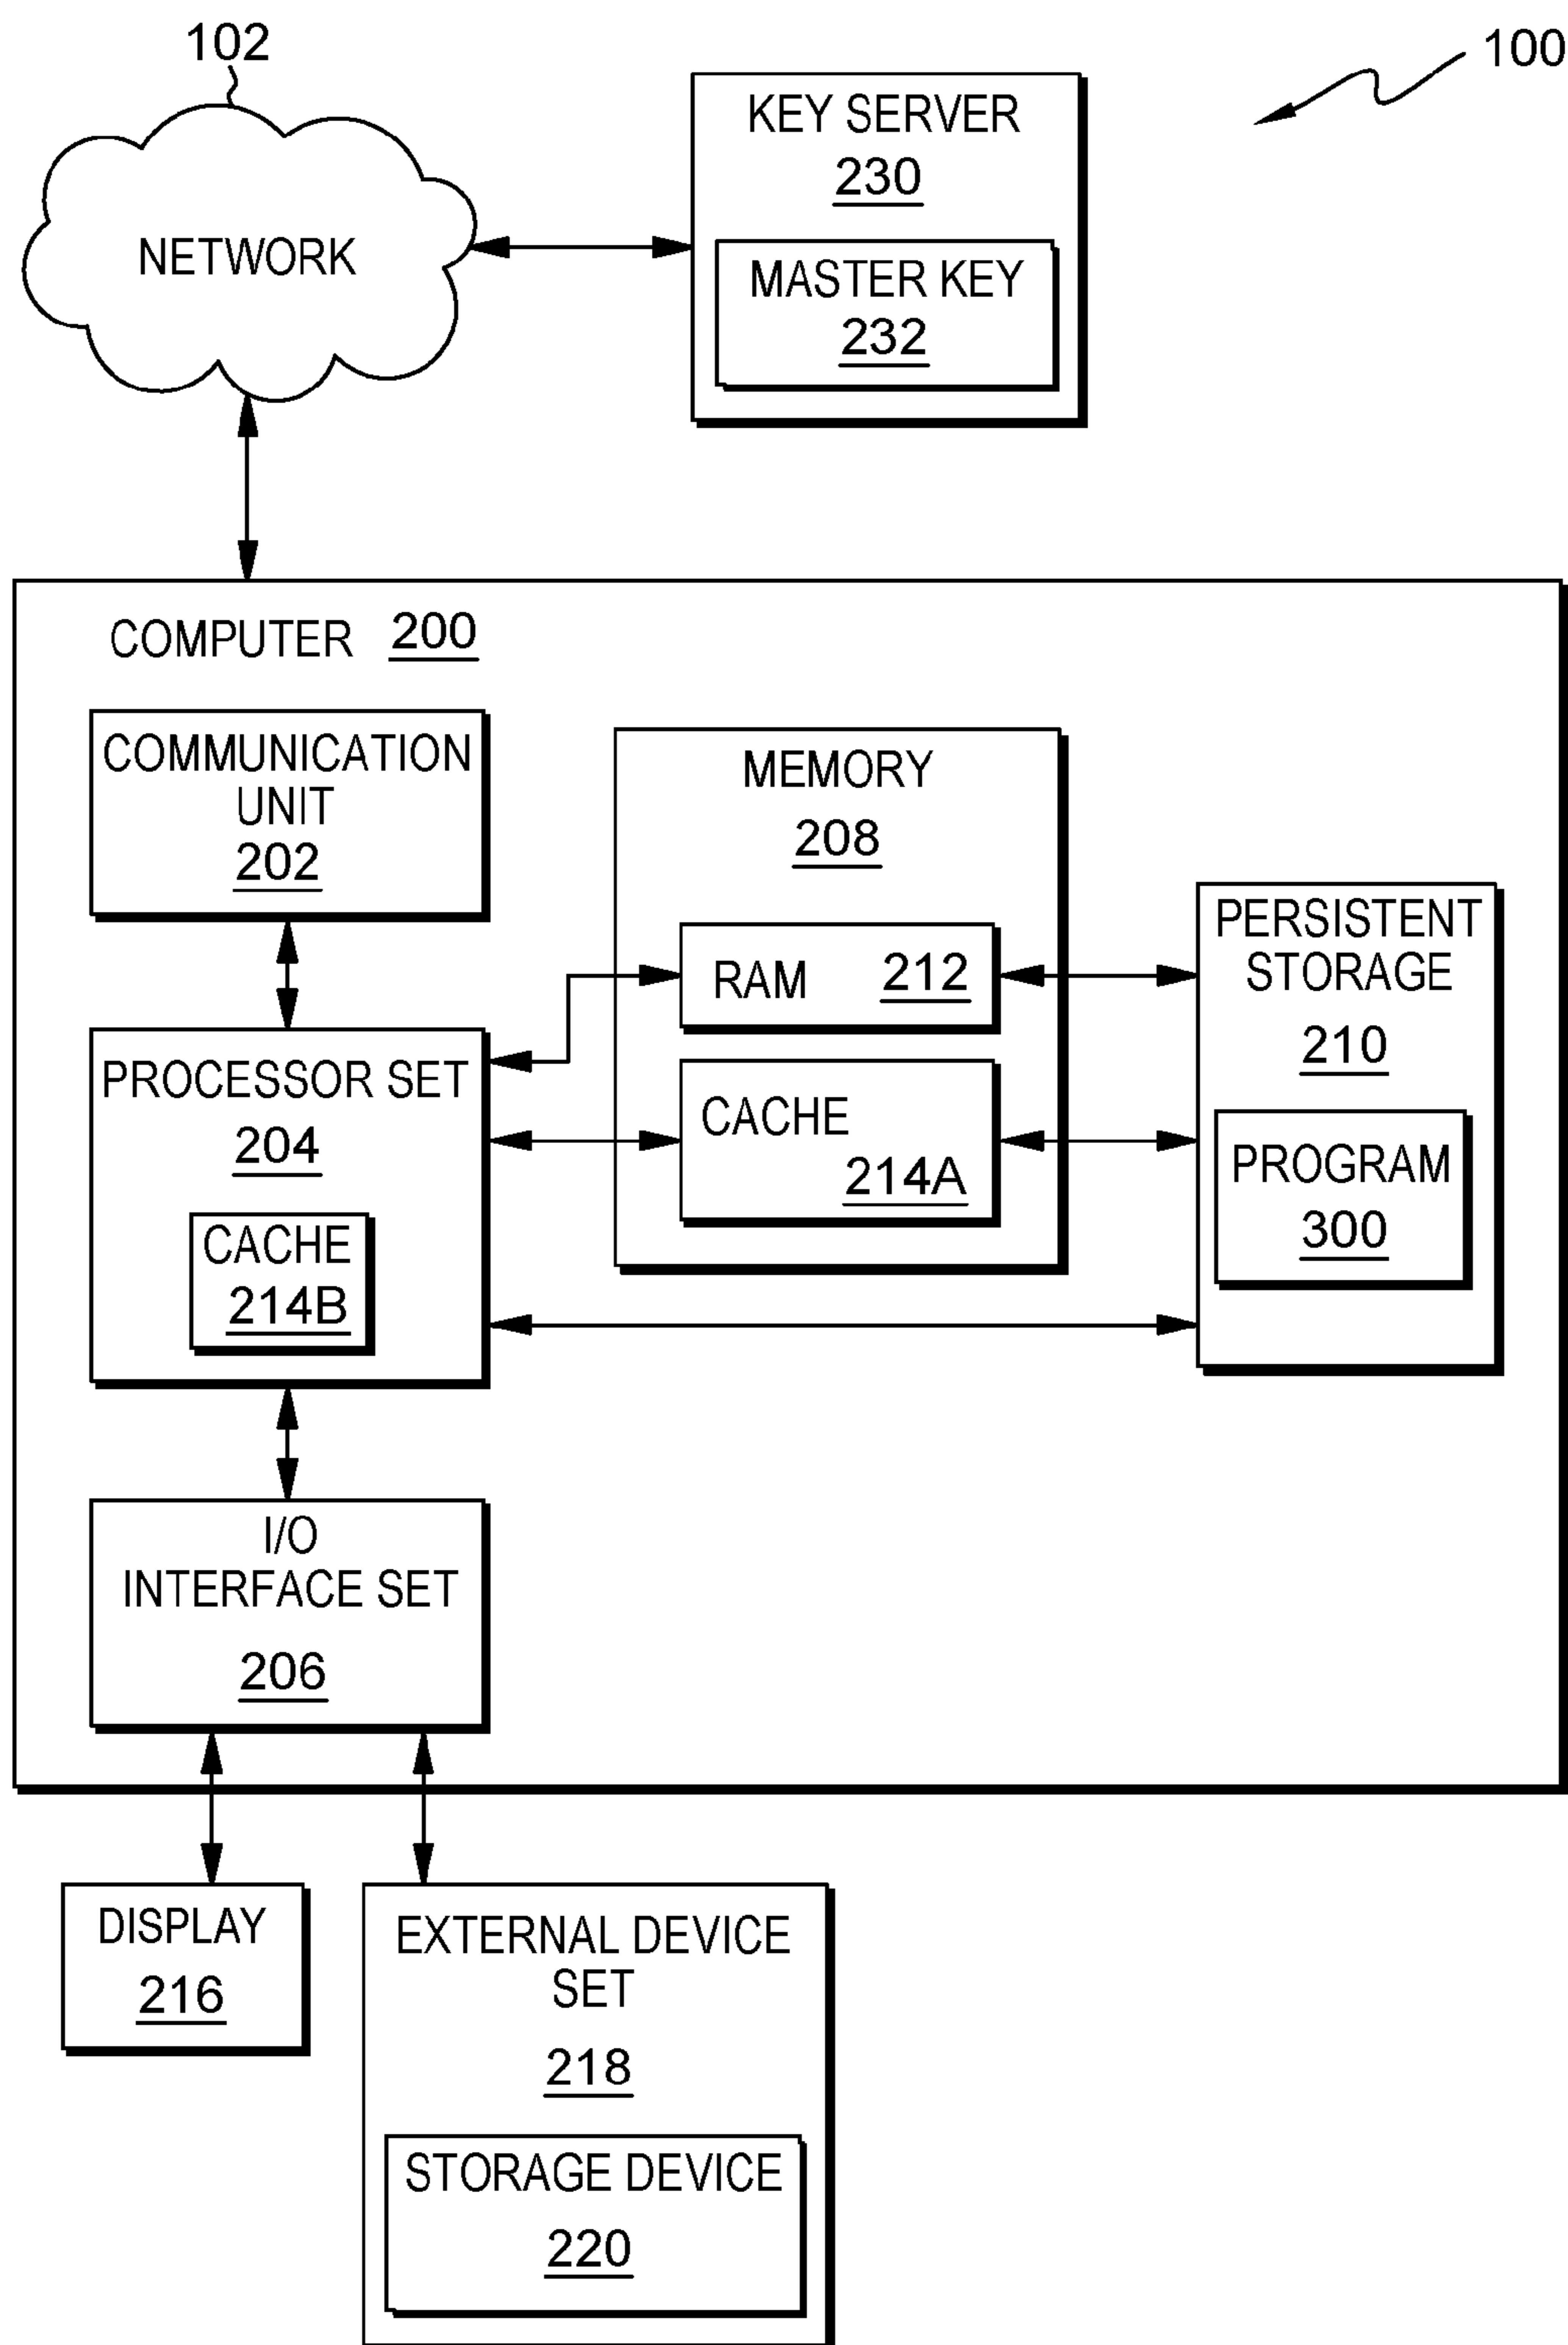 102
100
KEY SERVER
230
NETWORK
MASTER KEY
232
COMPUTER 200
COMMUNICATION
UNIT
202
MEMORY
208
PERSISTENT
STORAGE
210
RAM 212
PROCESSOR SET
204
CACHE
214A
PROGRAM
300
CACHE
214B
I/O
INTERFACE SET
206
DISPLAY
216
EXTERNAL DEVICE
SET
218
STORAGE DEVICE
220